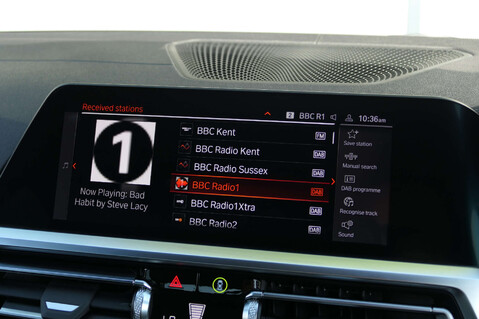 Received stations
2 BBC R1
10:36am
1
Now Playing: Bad
Habit by Steve Lacy
BBC Kent FM
BBC Radio Kent DAB
BBC Radio Sussex DAB
BBC Radio1 DAB
BBC Radio1Xtra DAB
BBC Radio2 DAB
Save station
Manual search
DAB programme
Recognise track
Sound